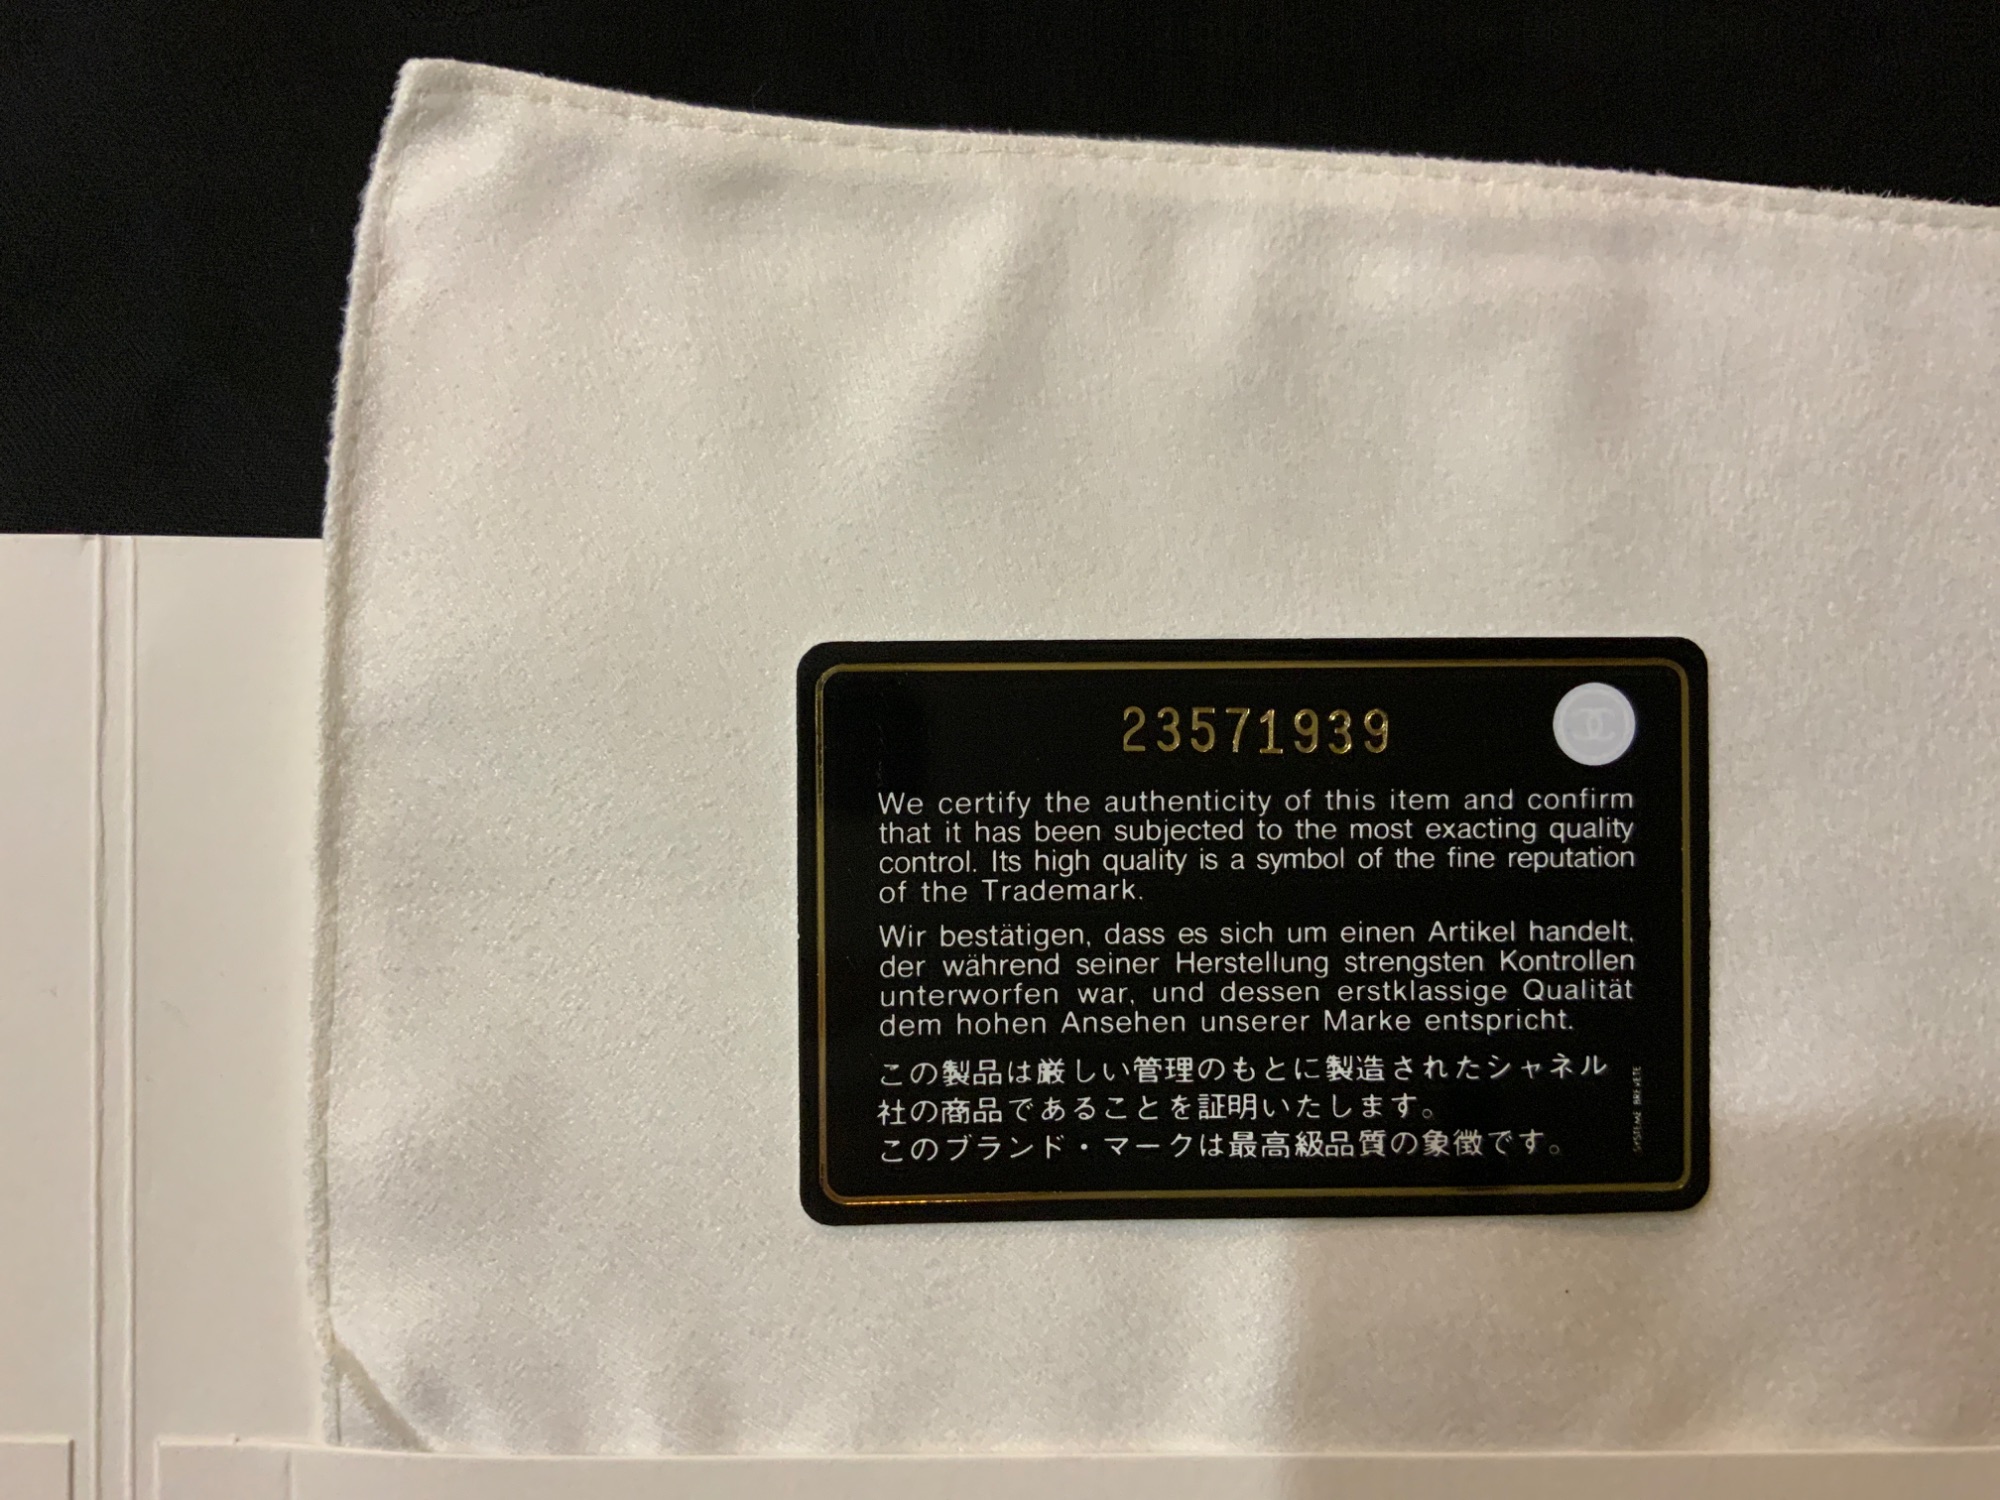 23571939
We certify the authenticity of this item and confirm
that it has been subjected to the most exacting quality
control. Its high quality is a symbol of the fine reputation
of the Trademark.
Wir bestätigen, dass es sich um einen Artikel handelt,
der während seiner Herstellung strengsten Kontrollen
unterworfen war, und dessen erstklassige Qualität
dem hohen Ansehen unserer Marke entspricht.
この製品は厳しい管理のもとに製造されたシャネル
社の商品であることを証明いたします。
このブランド・マークは最高級品質の象徴です。
SYSTEME BREVETE